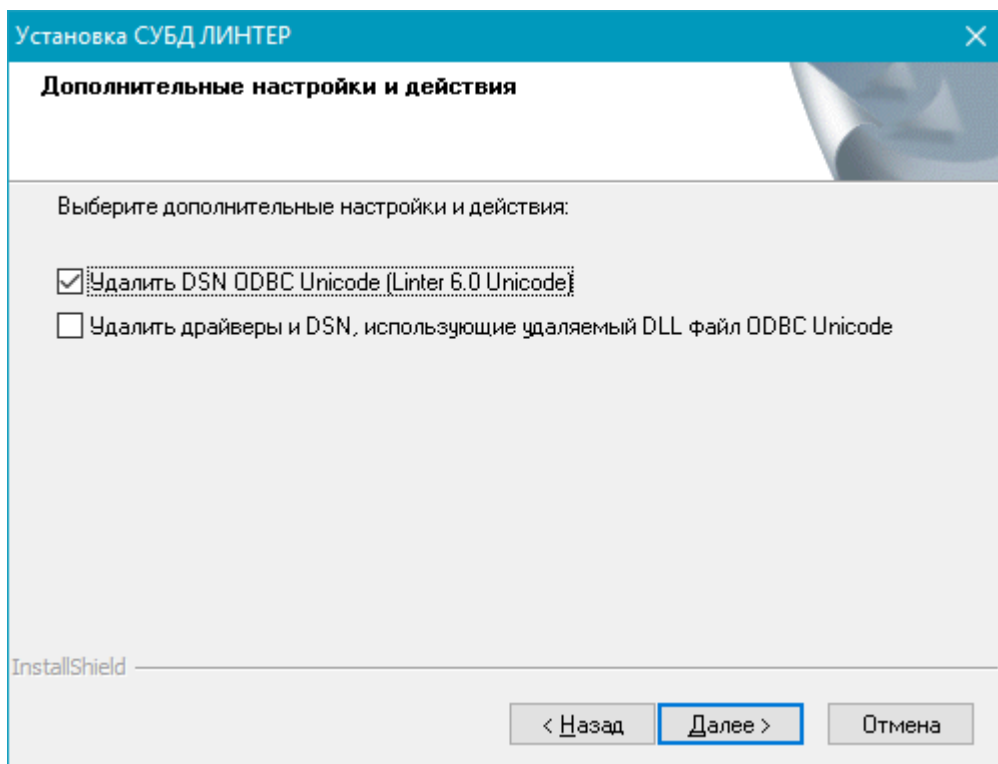 Установка СУБД ЛИНТЕР
Дополнительные настройки и действия
Выберите дополнительные настройки и действия:
Удалить DSN ODBC Unicode (Linter 6.0 Unicode)
Удалить драйверы и DSN, использующие удаляемый DLL файл ODBC Unicode
InstallShield
< Назад Далее > Отмена